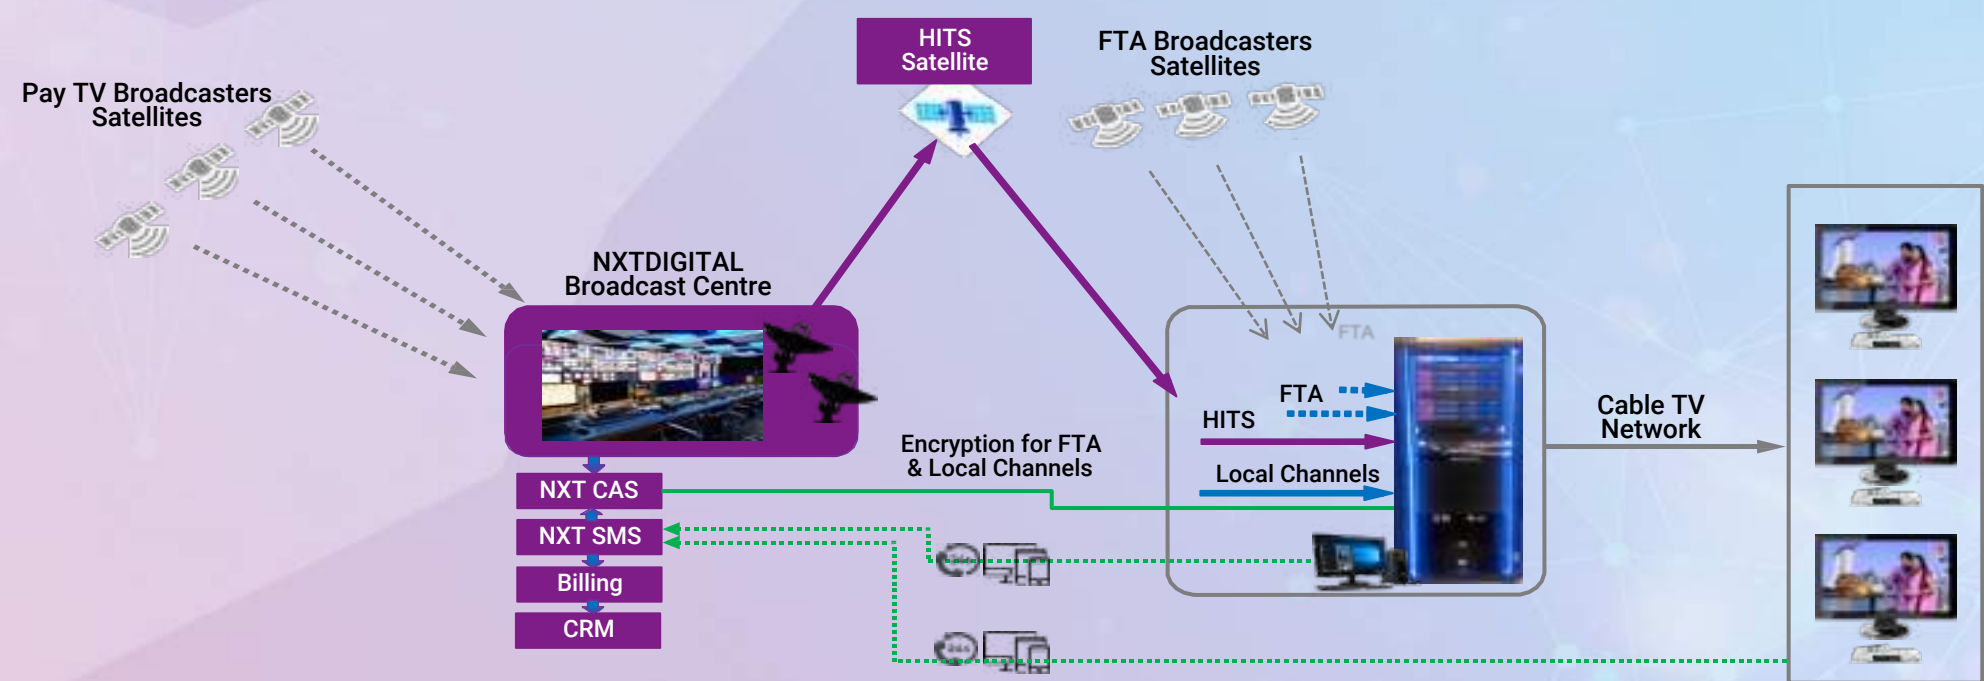 HITS
Satellite
FTA Broadcasters
Satellites
Pay TV Broadcasters
Satellites
NXTDIGITAL
Broadcast Centre
FTA
FTA
HITS
Local Channels
Cable TV
Network
Encryption for FTA
& Local Channels
NXT CAS
NXT SMS
Billing
CRM